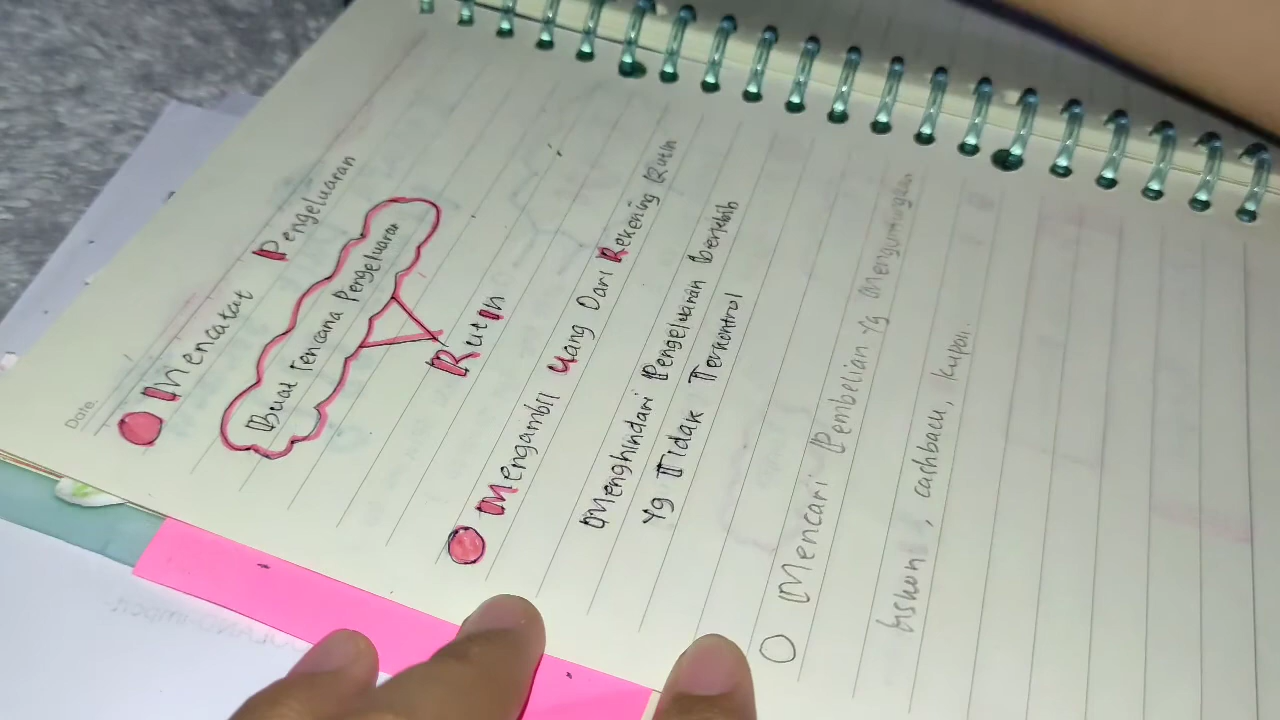 Date.
Mencatat Pengeluaran
Buat rencana Pengeluaran
Rutin
Mengambil uang Dari Rekening Rutin
Menghindari Pengeluaran berlebih
Yg Tidak Terkontrol
Mencari Pembelian Yg Menguntungkan
diskon, cashback, kupon.